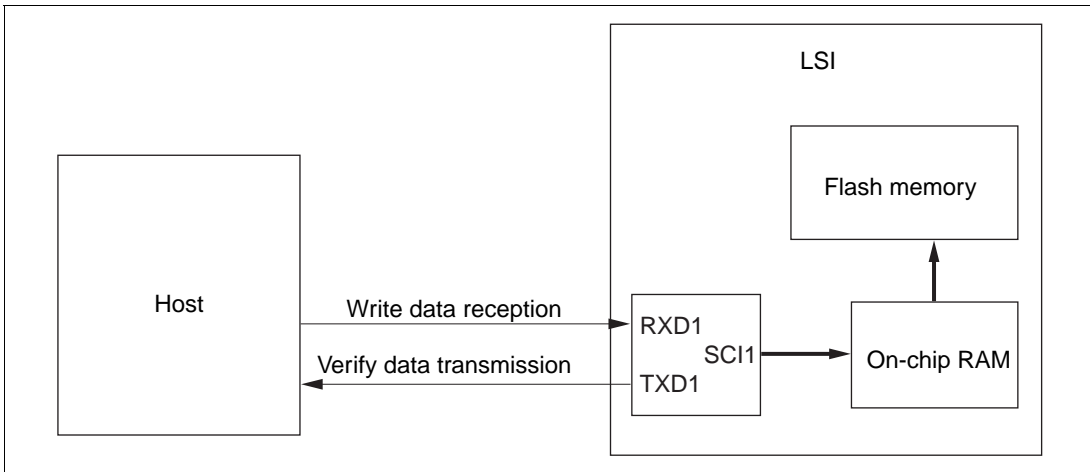 LSI
Flash memory
Host
Write data reception
Verify data transmission
RXD1
SCI1
TXD1
On-chip RAM